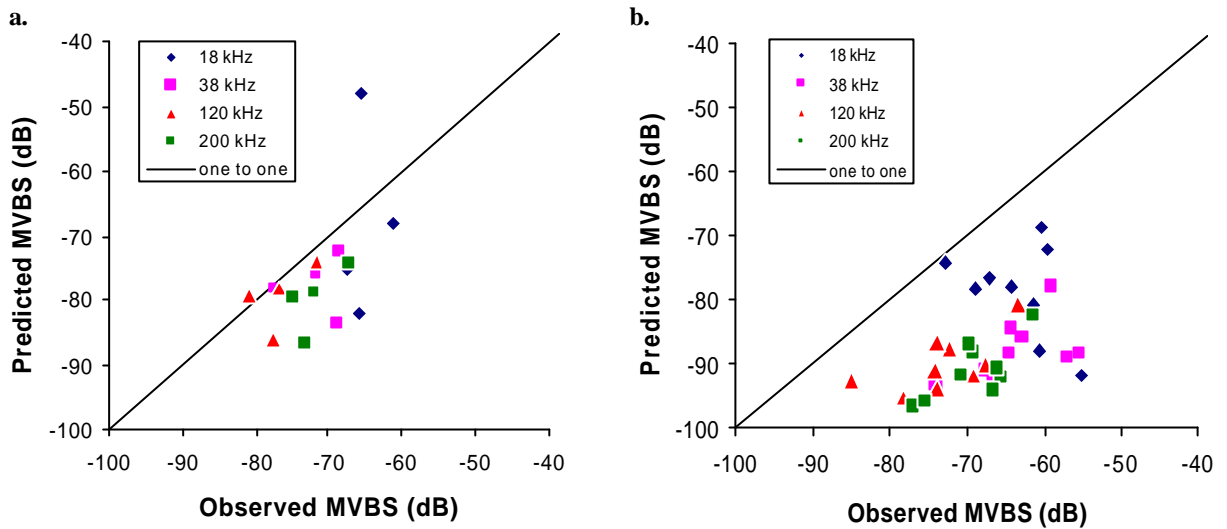 a.
Predicted MVBS (dB)
-40
-50
-60
-70
-80
-90
-100
18 kHz
38 kHz
120 kHz
200 kHz
one to one
-100 -90 -80 -70 -60 -50 -40
Observed MVBS (dB)
b.
Predicted MVBS (dB)
-40
-50
-60
-70
-80
-90
-100
18 kHz
38 kHz
120 kHz
200 kHz
one to one
-100 -90 -80 -70 -60 -50 -40
Observed MVBS (dB)